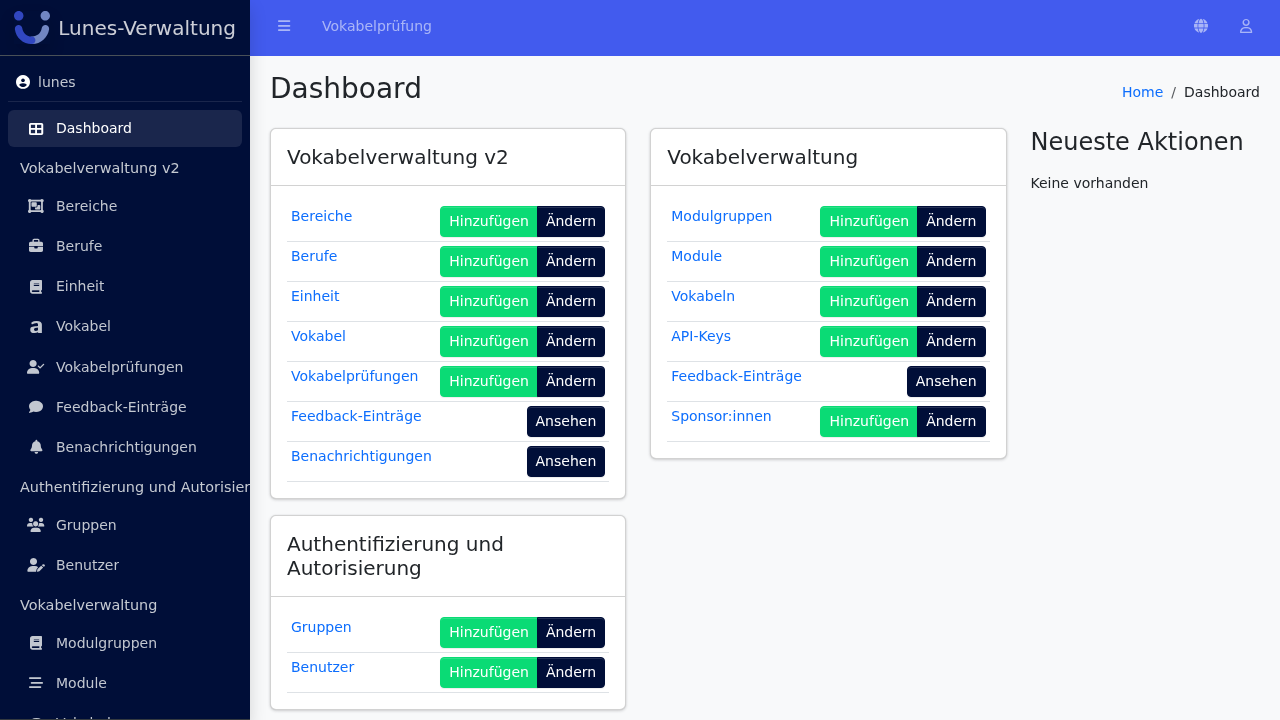 Lunes-Verwaltung
lunes
Dashboard
Vokabelverwaltung v2
Bereiche
Berufe
Einheit
Vokabel
Vokabelprüfungen
Feedback-Einträge
Benachrichtigungen
Authentifizierung und Autorisier
Gruppen
Benutzer
Vokabelverwaltung
Modulgruppen
Module
Vokabelprüfung
Dashboard
Home / Dashboard
Vokabelverwaltung v2
Bereiche Hinzufügen Ändern
Berufe Hinzufügen Ändern
Einheit Hinzufügen Ändern
Vokabel Hinzufügen Ändern
Vokabelprüfungen Hinzufügen Ändern
Feedback-Einträge Ansehen
Benachrichtigungen Ansehen
Authentifizierung und
Autorisierung
Gruppen Hinzufügen Ändern
Benutzer Hinzufügen Ändern
Vokabelverwaltung
Modulgruppen Hinzufügen Ändern
Module Hinzufügen Ändern
Vokabeln Hinzufügen Ändern
API-Keys Hinzufügen Ändern
Feedback-Einträge Ansehen
Sponsor:innen Hinzufügen Ändern
Neueste Aktionen
Keine vorhanden